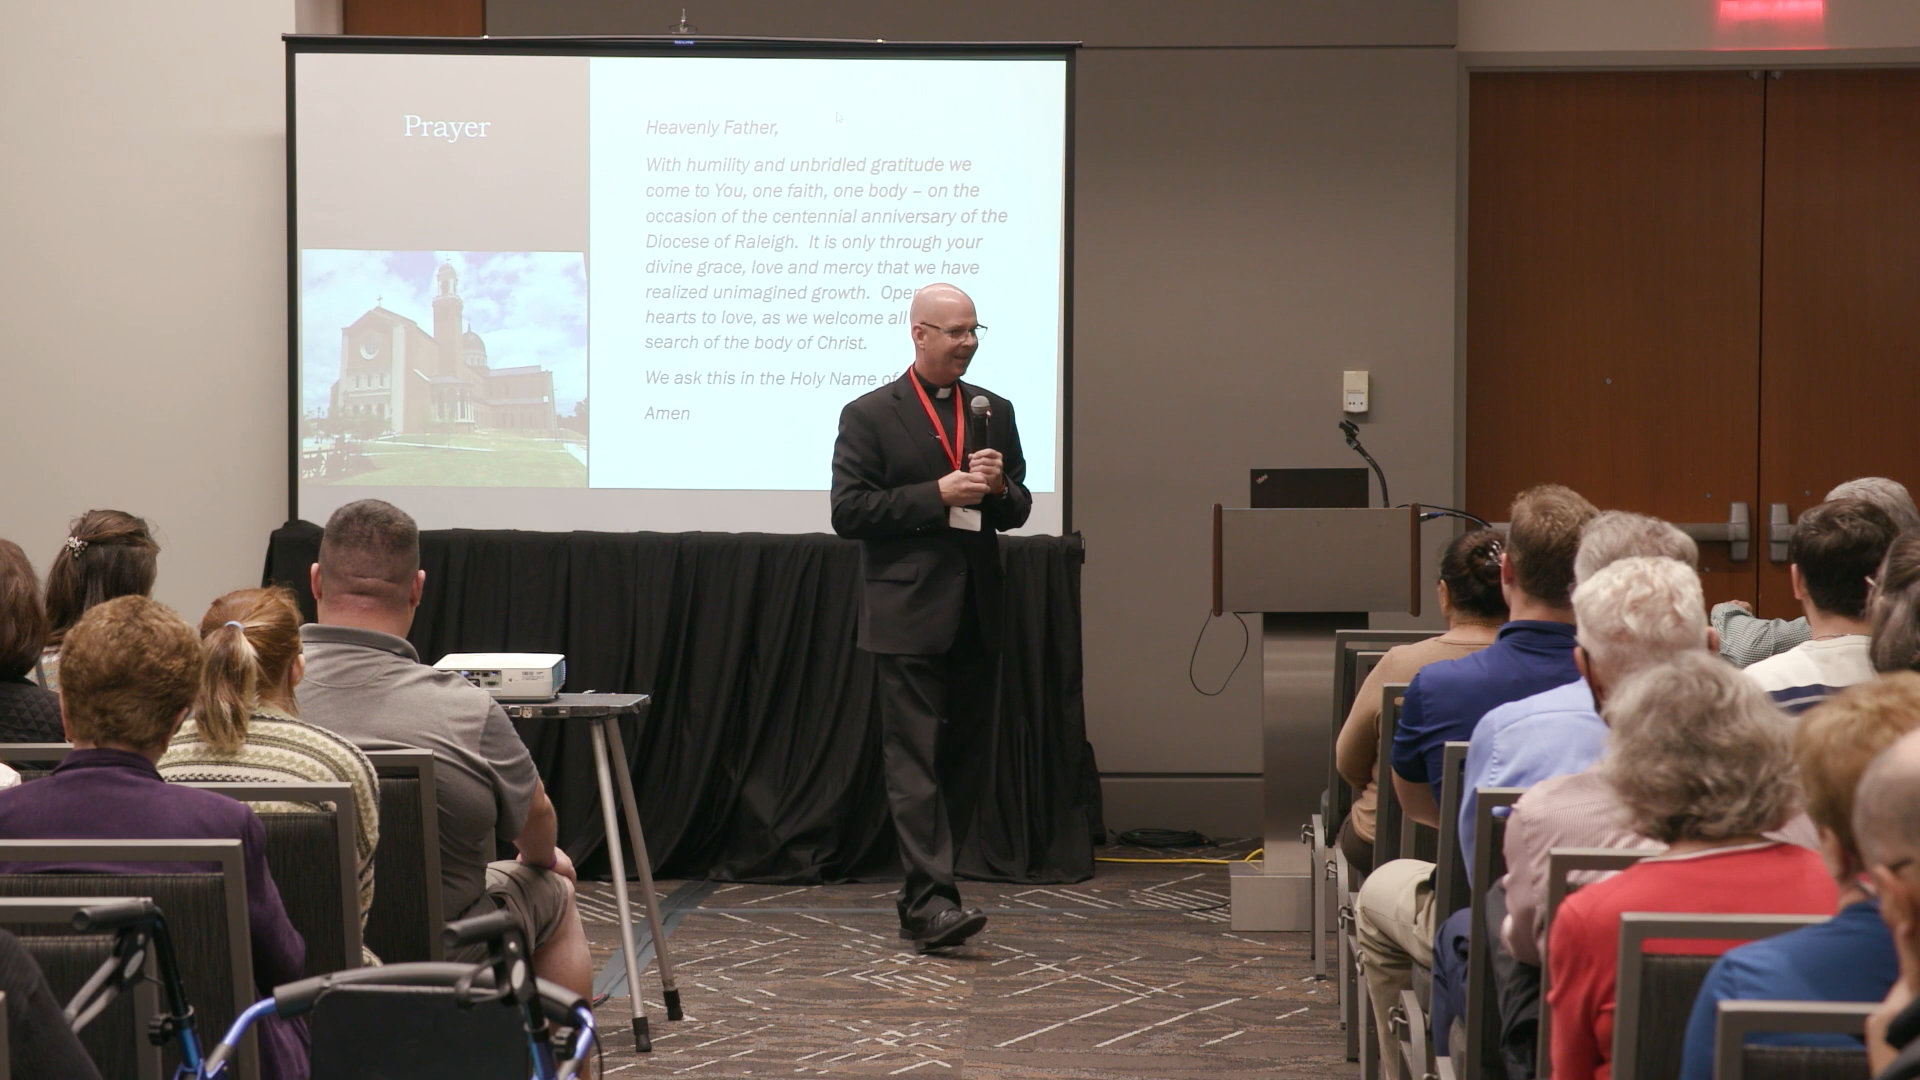 Prayer
Heavenly Father,
With humility and unbridled gratitude we
come to You, one faith, one body – on the
occasion of the centennial anniversary of the
Diocese of Raleigh.  It is only through your
divine grace, love and mercy that we have
realized unimagined growth.  Open
hearts to love, as we welcome all
search of the body of Christ.
We ask this in the Holy Name of
Amen